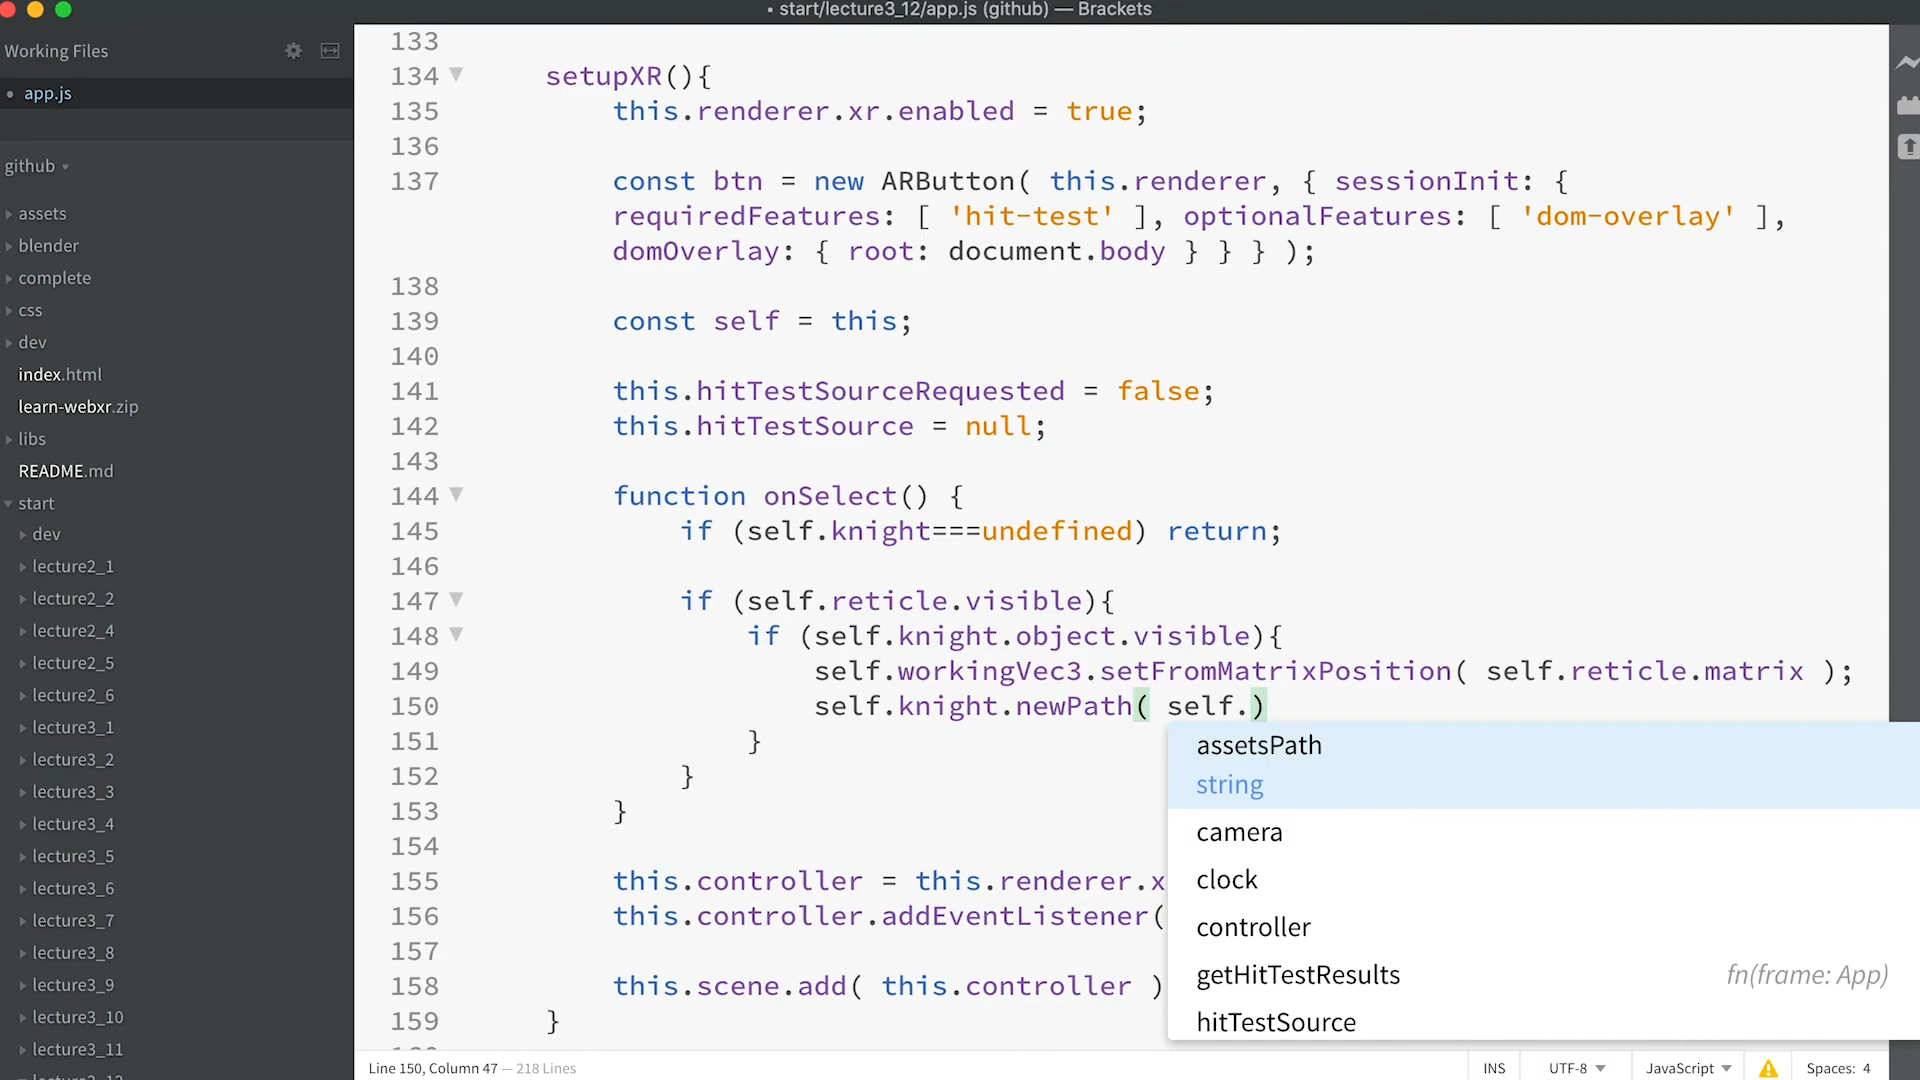 • start/lecture3_12/app.js (github) — Brackets
Working Files
• app.js
github
assets
blender
complete
css
dev
index.html
learn-webxr.zip
libs
README.md
start
dev
lecture2_1
lecture2_2
lecture2_4
lecture2_5
lecture2_6
lecture3_1
lecture3_2
lecture3_3
lecture3_4
lecture3_5
lecture3_6
lecture3_7
lecture3_8
lecture3_9
lecture3_10
lecture3_11
133
134 setupXR(){
135 this.renderer.xr.enabled = true;
136
137 const btn = new ARButton( this.renderer, { sessionInit: {
requiredFeatures: [ 'hit-test' ], optionalFeatures: [ 'dom-overlay' ],
domOverlay: { root: document.body } } } );
138
139 const self = this;
140
141 this.hitTestSourceRequested = false;
142 this.hitTestSource = null;
143
144 function onSelect() {
145 if (self.knight===undefined) return;
146
147 if (self.reticle.visible){
148 if (self.knight.object.visible){
149 self.workingVec3.setFromMatrixPosition( self.reticle.matrix );
150 self.knight.newPath( self.)
151 }
152 }
153 }
154
155 this.controller = this.renderer.x
156 this.controller.addEventListener(
157
158 this.scene.add( this.controller )
159 }
assetsPath
string
camera
clock
controller
getHitTestResults fn(frame: App)
hitTestSource
Line 150, Column 47 — 218 Lines
INS UTF-8 JavaScript Spaces: 4